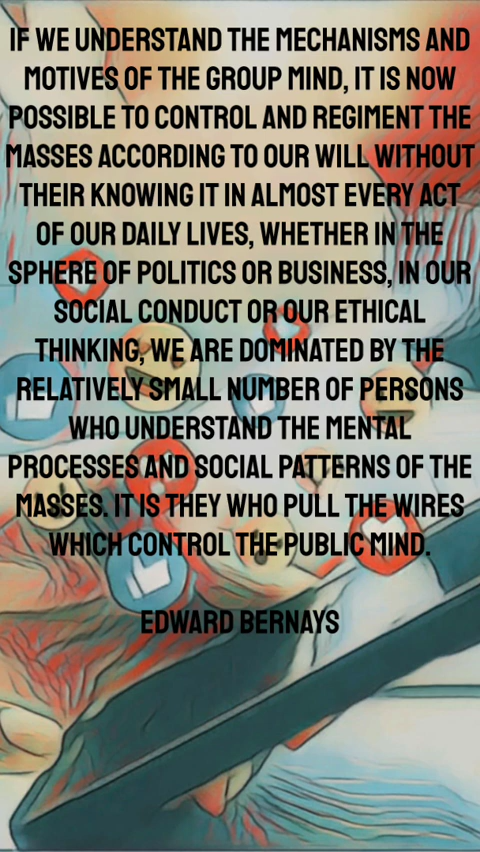 IF WE UNDERSTAND THE MECHANISMS AND
MOTIVES OF THE GROUP MIND, IT IS NOW
POSSIBLE TO CONTROL AND REGIMENT THE
MASSES ACCORDING TO OUR WILL WITHOUT
THEIR KNOWING IT IN ALMOST EVERY ACT
OF OUR DAILY LIVES, WHETHER IN THE
SPHERE OF POLITICS OR BUSINESS, IN OUR
SOCIAL CONDUCT OR OUR ETHICAL
THINKING, WE ARE DOMINATED BY THE
RELATIVELY SMALL NUMBER OF PERSONS
WHO UNDERSTAND THE MENTAL
PROCESSES AND SOCIAL PATTERNS OF THE
MASSES. IT IS THEY WHO PULL THE WIRES
WHICH CONTROL THE PUBLIC MIND.
EDWARD BERNAYS